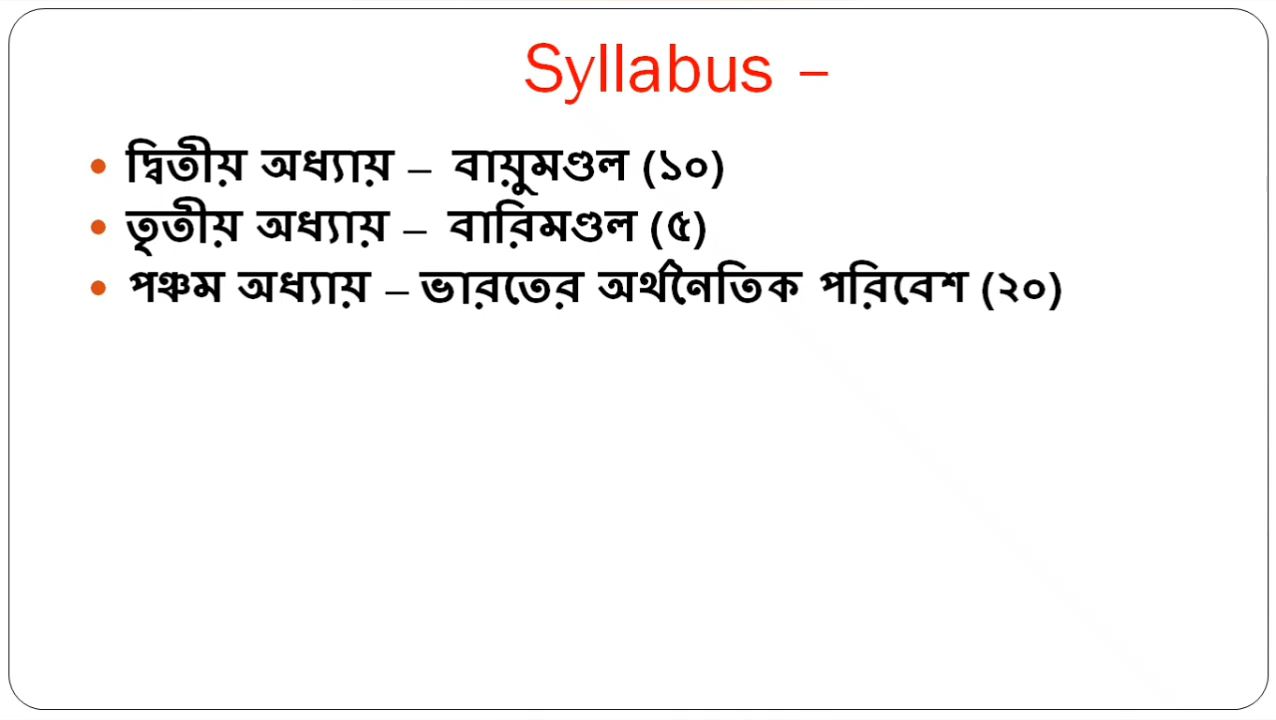 Syllabus –
• দ্বিতীয় অধ্যায় – বায়ুমণ্ডল (১০)
• তৃতীয় অধ্যায় – বারিমণ্ডল (৫)
• পঞ্চম অধ্যায় – ভারতের অর্থনৈতিক পরিবেশ (২০)